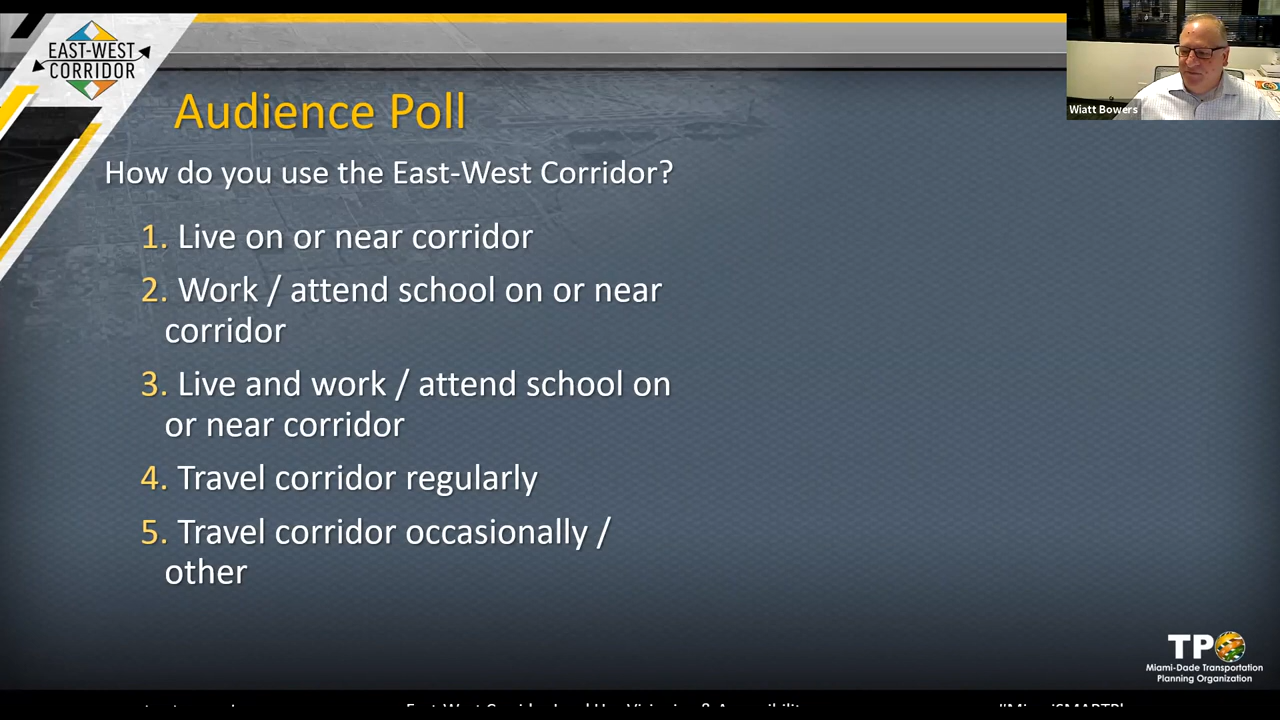 EAST-WEST
CORRIDOR
Wiatt Bowers
Audience Poll
How do you use the East-West Corridor?
1. Live on or near corridor
2. Work / attend school on or near
corridor
3. Live and work / attend school on
or near corridor
4. Travel corridor regularly
5. Travel corridor occasionally /
other
TPO
Miami-Dade Transportation
Planning Organization